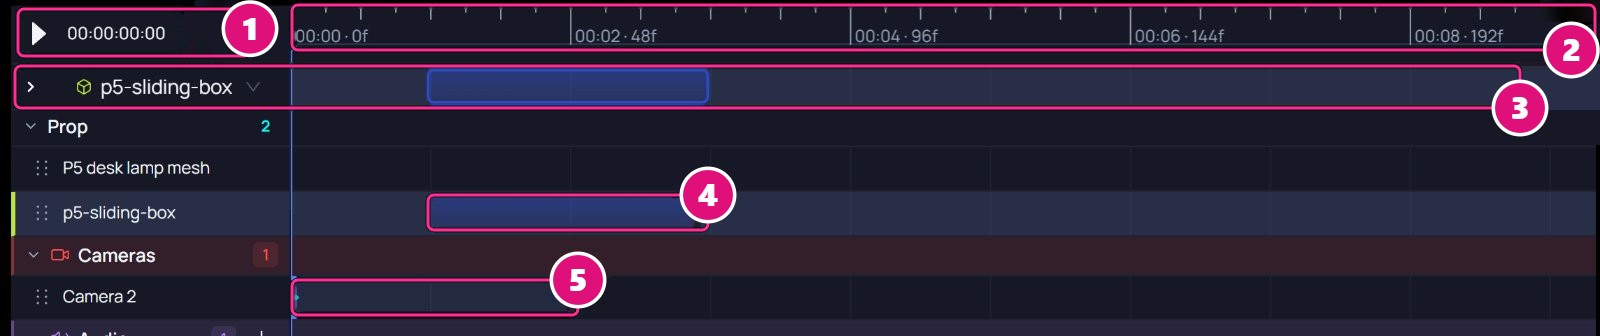 00:00:00:00 1 00:00 · 0f 00:02 · 48f 00:04 · 96f 00:06 · 144f 00:08 · 192f 2
p5-sliding-box 3
Prop 2
P5 desk lamp mesh
p5-sliding-box 4
Cameras 1
Camera 2 5